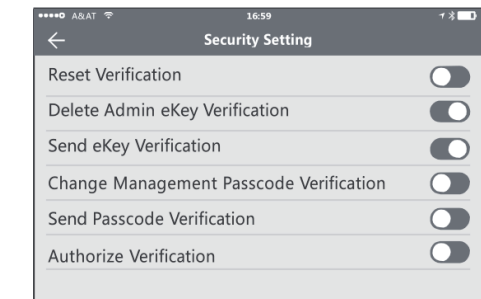 A&AT 16:59
Security Setting
Reset Verification
Delete Admin eKey Verification
Send eKey Verification
Change Management Passcode Verification
Send Passcode Verification
Authorize Verification